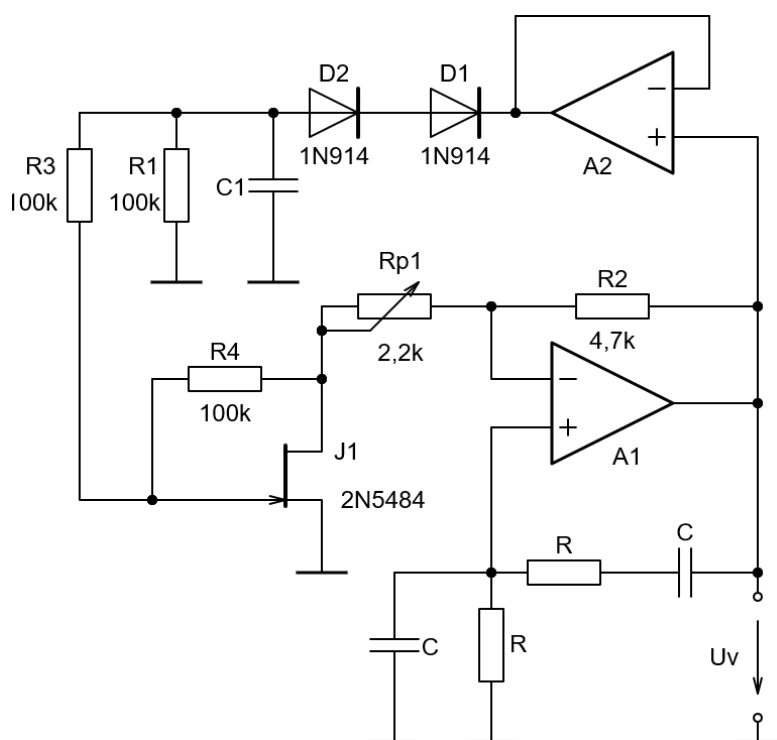 D2
D1
1N914
1N914
−
+
A2
R3
100k
R1
100k
C1
Rp1
2,2k
R2
4,7k
R4
100k
−
+
A1
J1
2N5484
R
C
C
R
Uv